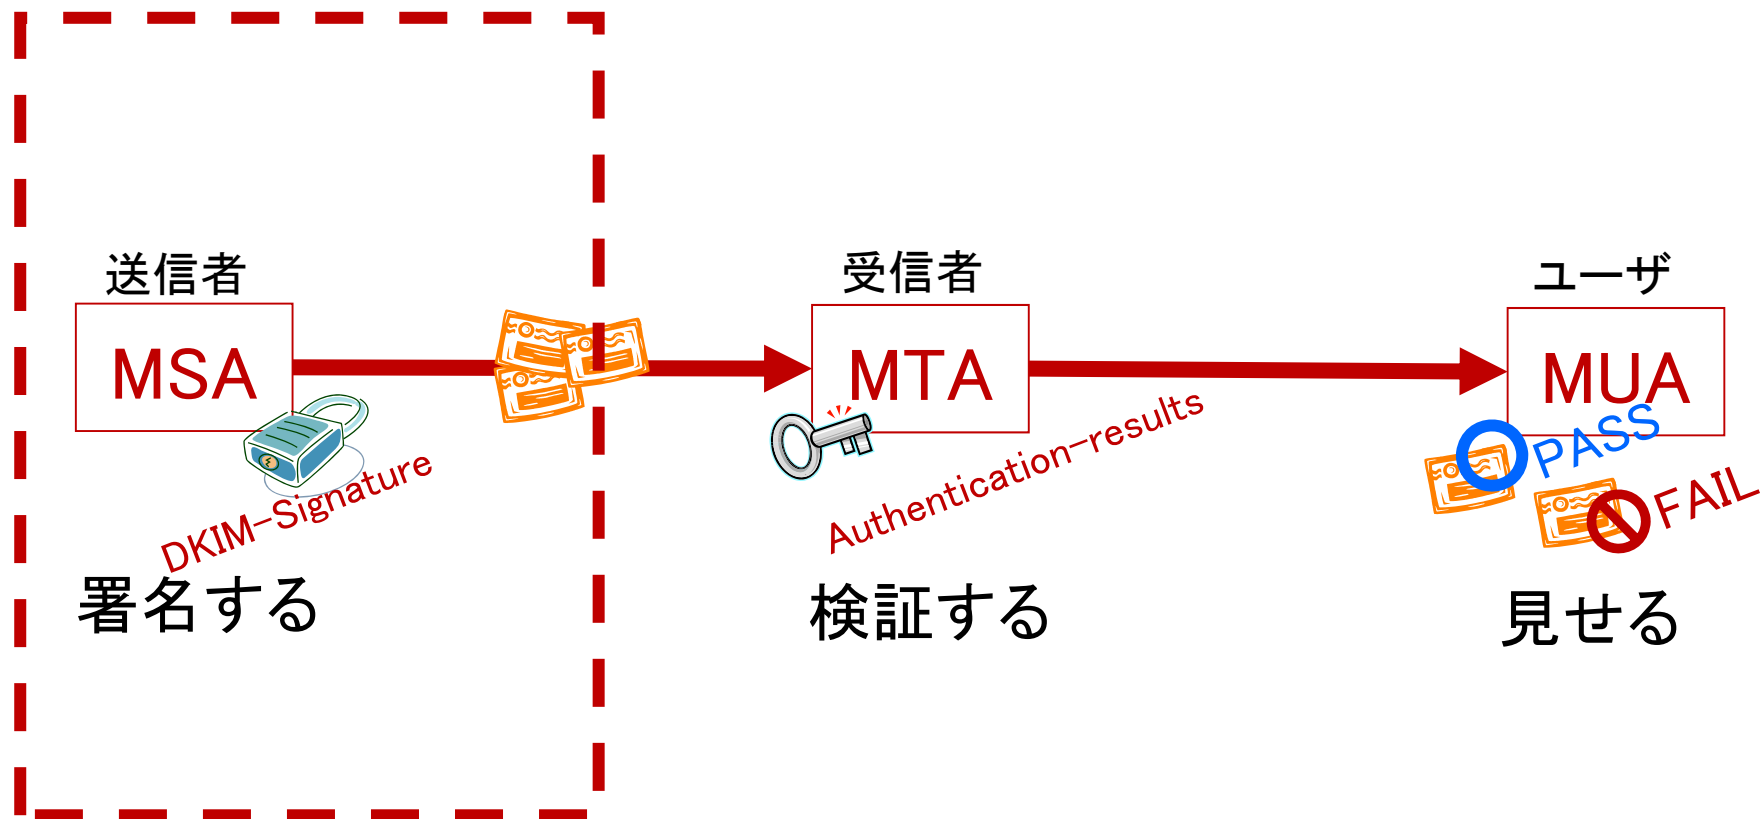 送信者
MSA
DKIM-Signature
署名する
受信者
MTA
Authentication-results
検証する
ユーザ
MUA
PASS
FAIL
見せる